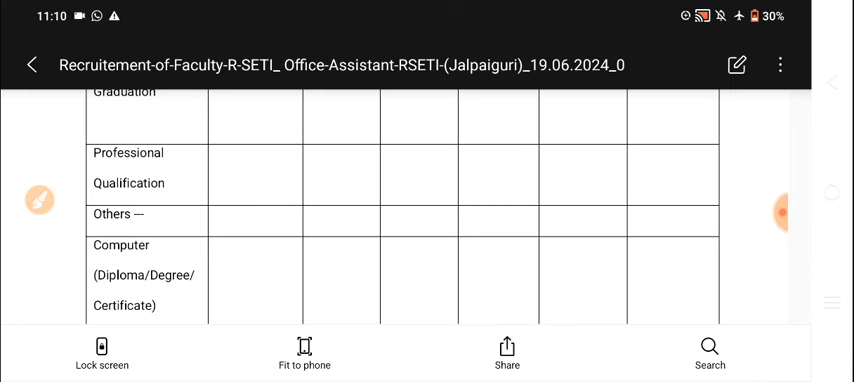 11:10
30%
Recruitement-of-Faculty-R-SETI_ Office-Assistant-RSETI-(Jalpaiguri)_19.06.2024_0
Graduation
Professional
Qualification
Others ---
Computer
(Diploma/Degree/
Certificate)
Lock screen
Fit to phone
Share
Search